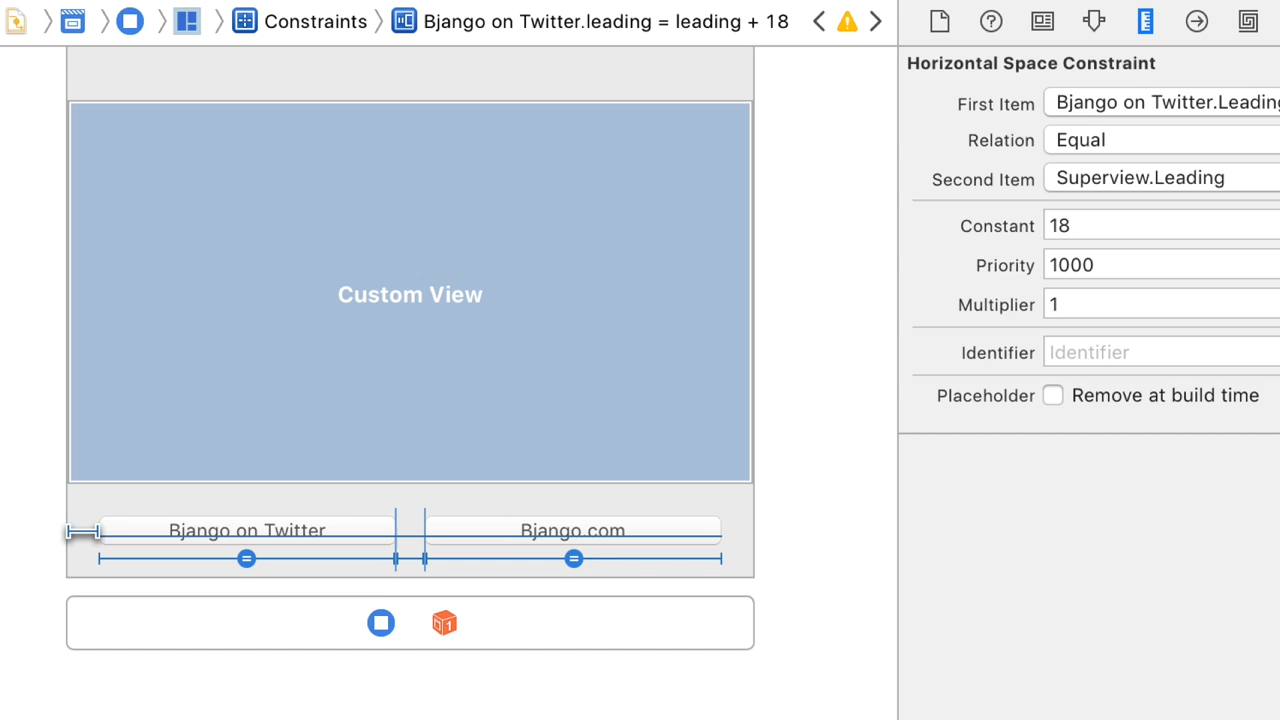 Constraints
Bjango on Twitter.leading = leading + 18
Horizontal Space Constraint
First Item
Bjango on Twitter.Leading
Relation
Equal
Second Item
Superview.Leading
Constant
18
Priority
1000
Multiplier
1
Identifier
Identifier
Placeholder
Remove at build time
Custom View
Bjango on Twitter
Bjango.com
=
=
1